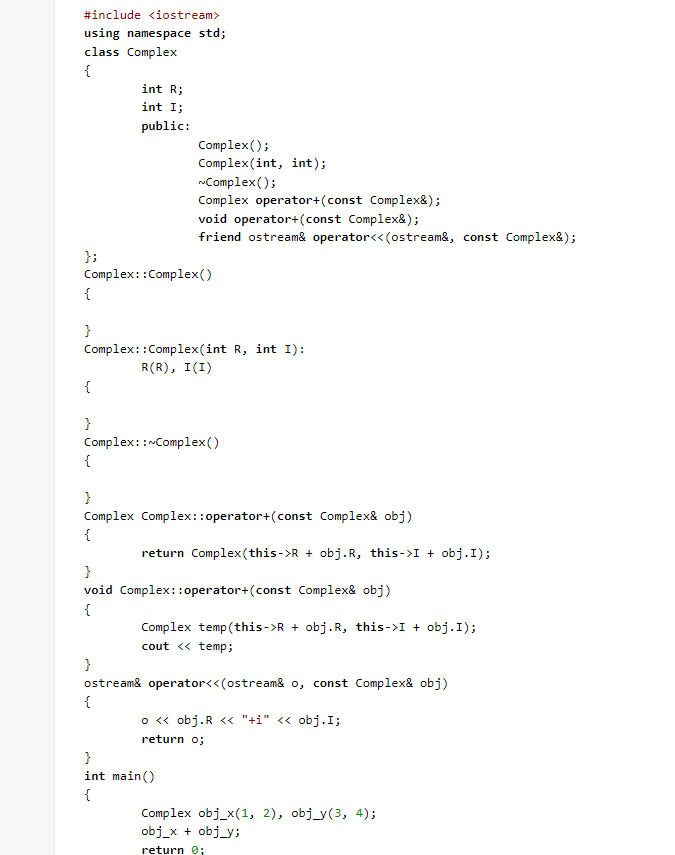 #include <iostream>
using namespace std;
class Complex
{
        int R;
        int I;
        public:
                Complex();
                Complex(int, int);
                ~Complex();
                Complex operator+(const Complex&);
                void operator+(const Complex&);
                friend ostream& operator<<(ostream&, const Complex&);
};
Complex::Complex()
{

}
Complex::Complex(int R, int I):
        R(R), I(I)
{

}
Complex::~Complex()
{

}
Complex Complex::operator+(const Complex& obj)
{
        return Complex(this->R + obj.R, this->I + obj.I);
}
void Complex::operator+(const Complex& obj)
{
        Complex temp(this->R + obj.R, this->I + obj.I);
        cout << temp;
}
ostream& operator<<(ostream& o, const Complex& obj)
{
        o << obj.R << "+i" << obj.I;
        return o;
}
int main()
{
        Complex obj_x(1, 2), obj_y(3, 4);
        obj_x + obj_y;
        return 0;